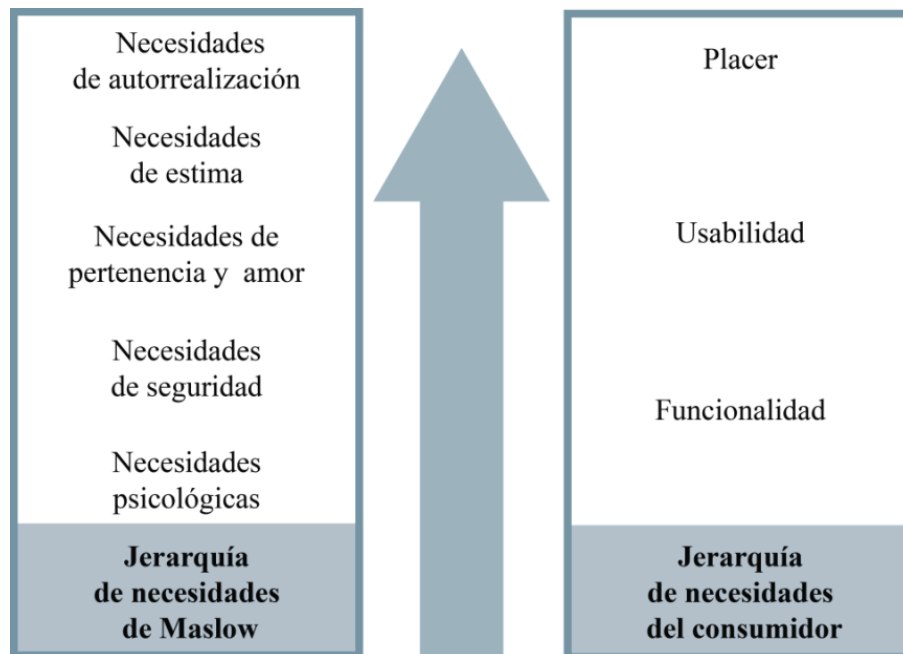 Necesidades
de autorrealización
Necesidades
de estima
Necesidades de
pertenencia y amor
Necesidades
de seguridad
Necesidades
psicológicas
Jerarquía
de necesidades
de Maslow
Placer
Usabilidad
Funcionalidad
Jerarquía
de necesidades
del consumidor